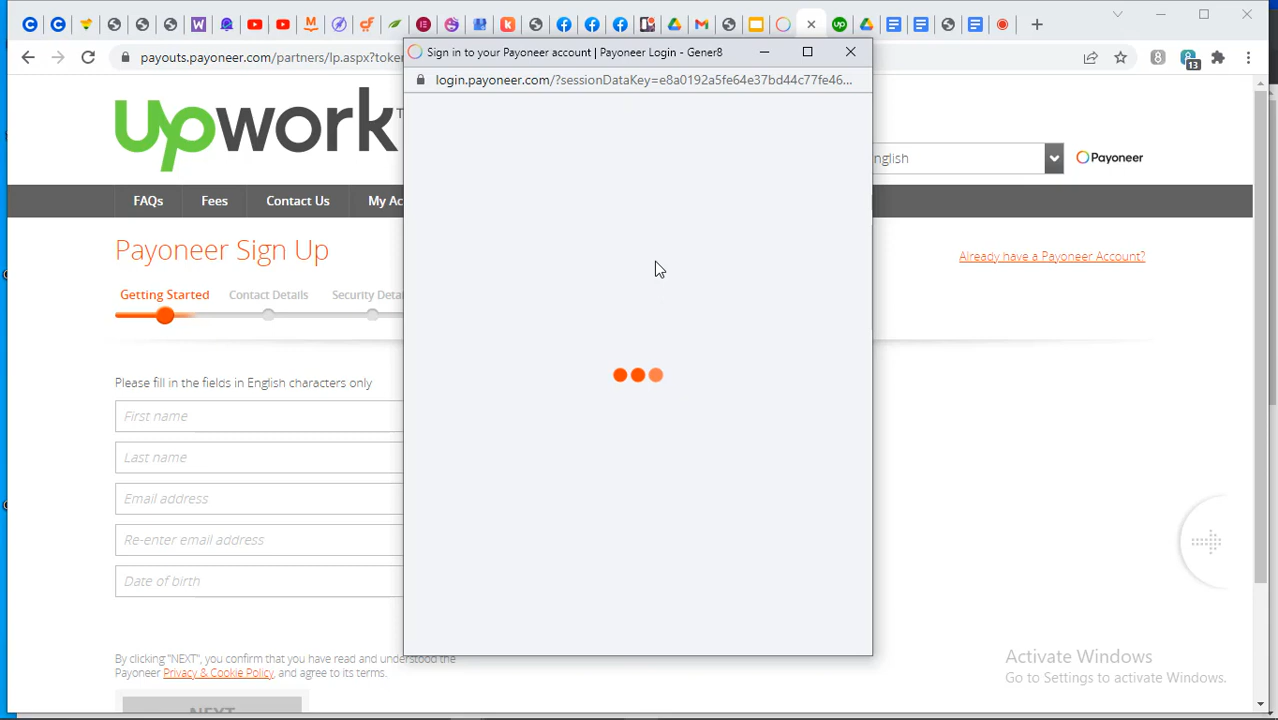 Sign in to your Payoneer account | Payoneer Login - Gener8
payouts.payoneer.com/partners/lp.aspx?toke
login.payoneer.com/?sessionDataKey=e8a0192a5fe64e37bd44c77fe46...
13
upwork
nglish
Payoneer
FAQs
Fees
Contact Us
My Ac
Payoneer Sign Up
Already have a Payoneer Account?
Getting Started
Contact Details
Security Deta
Please fill in the fields in English characters only
First name
Last name
Email address
Re-enter email address
Date of birth
By clicking "NEXT", you confirm that you have read and understood the
Payoneer Privacy & Cookie Policy, and agree to its terms.
NEXT
Activate Windows
Go to Settings to activate Windows.